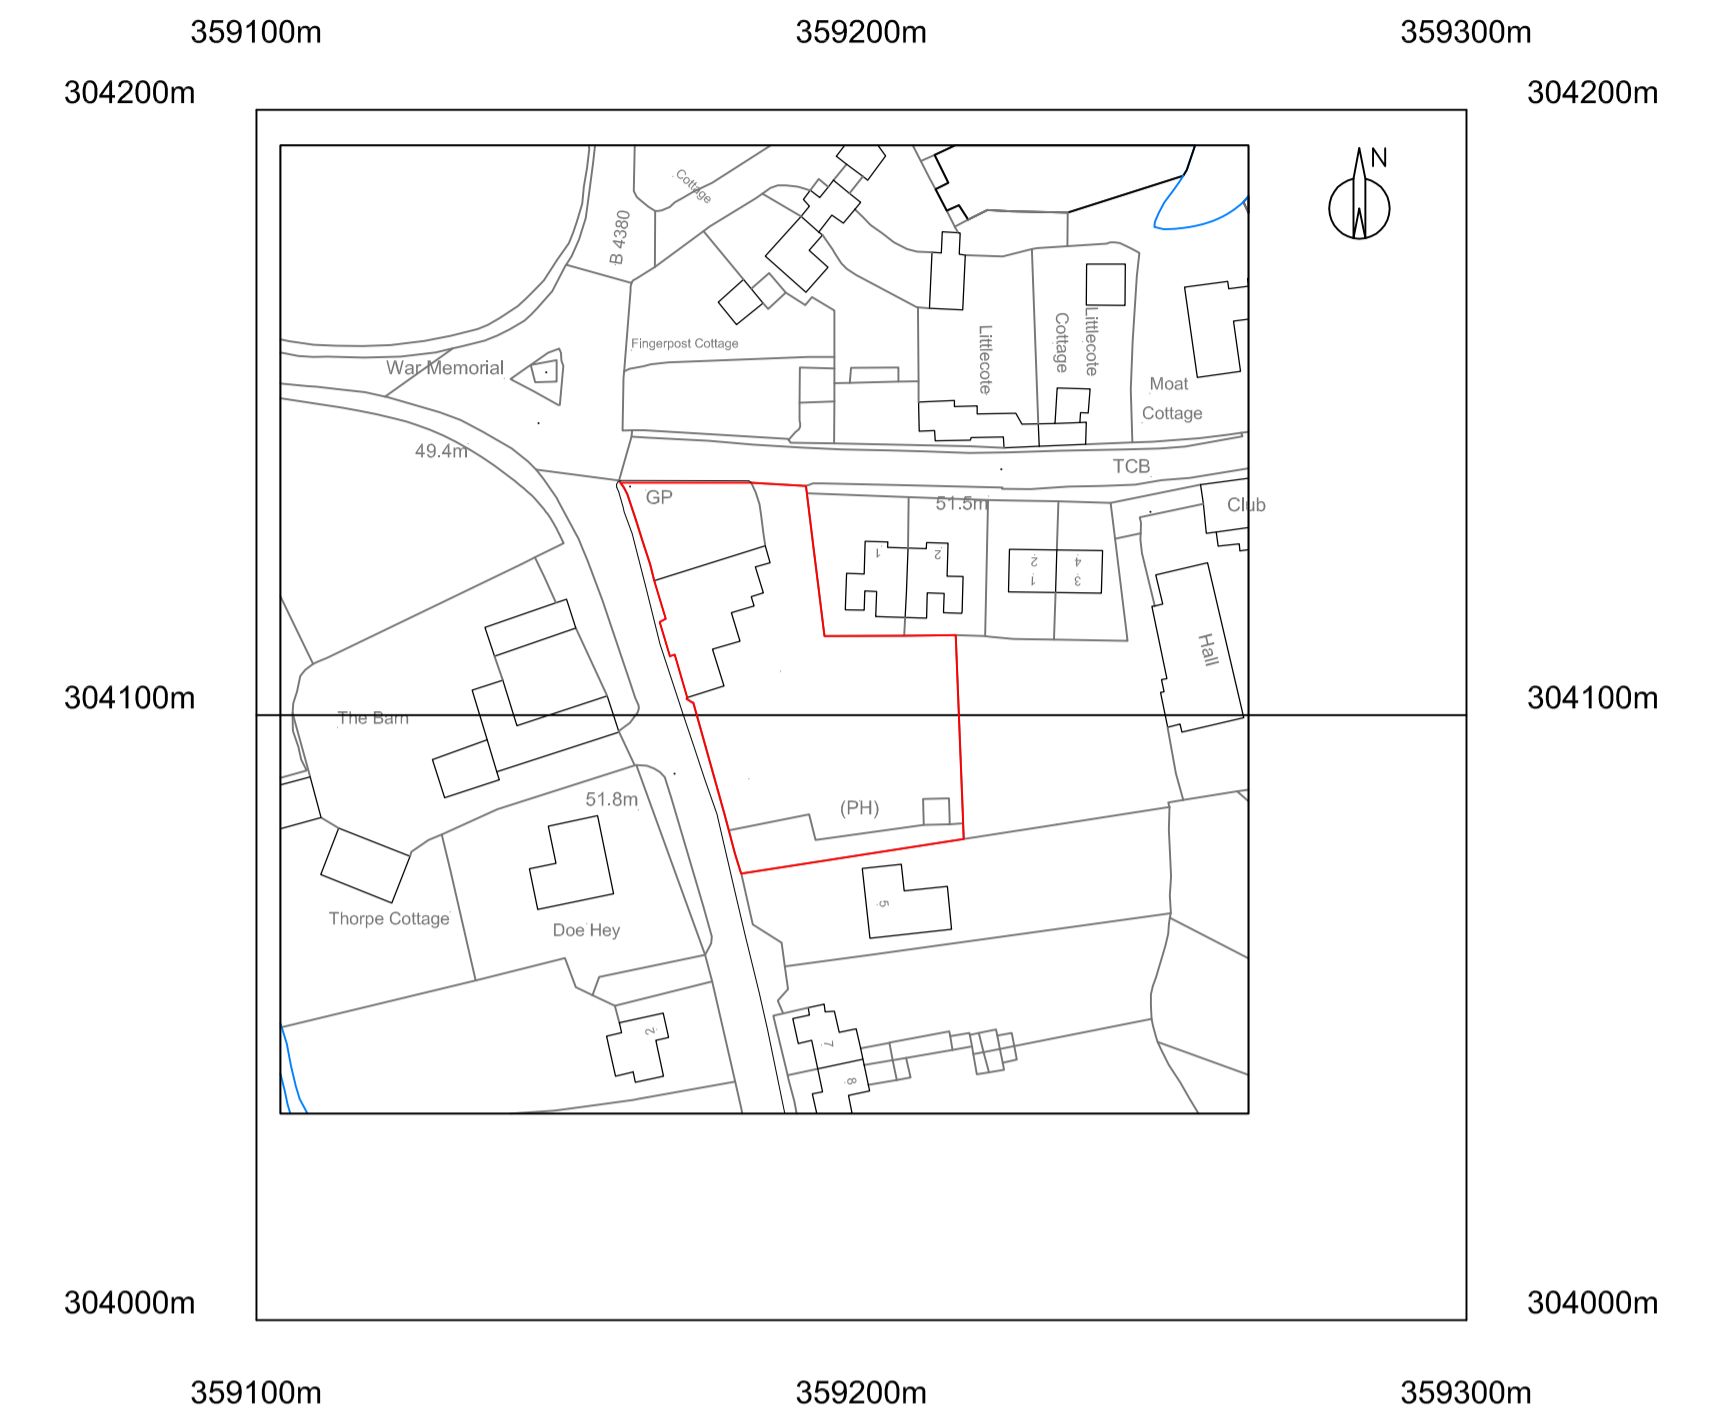 359100m 359200m 359300m
304200m 304200m
N
Cottage
B 4380
Fingerpost Cottage
War Memorial
Littlecote
Cottage
Littlecote
Moat
Cottage
49.4m
TCB
GP
51.5m
Club
1 2
2 4
1 3
Hall
304100m 304100m
The Barn
51.8m
(PH)
5
Thorpe Cottage
Doe Hey
2
7
8
304000m 304000m
359100m 359200m 359300m